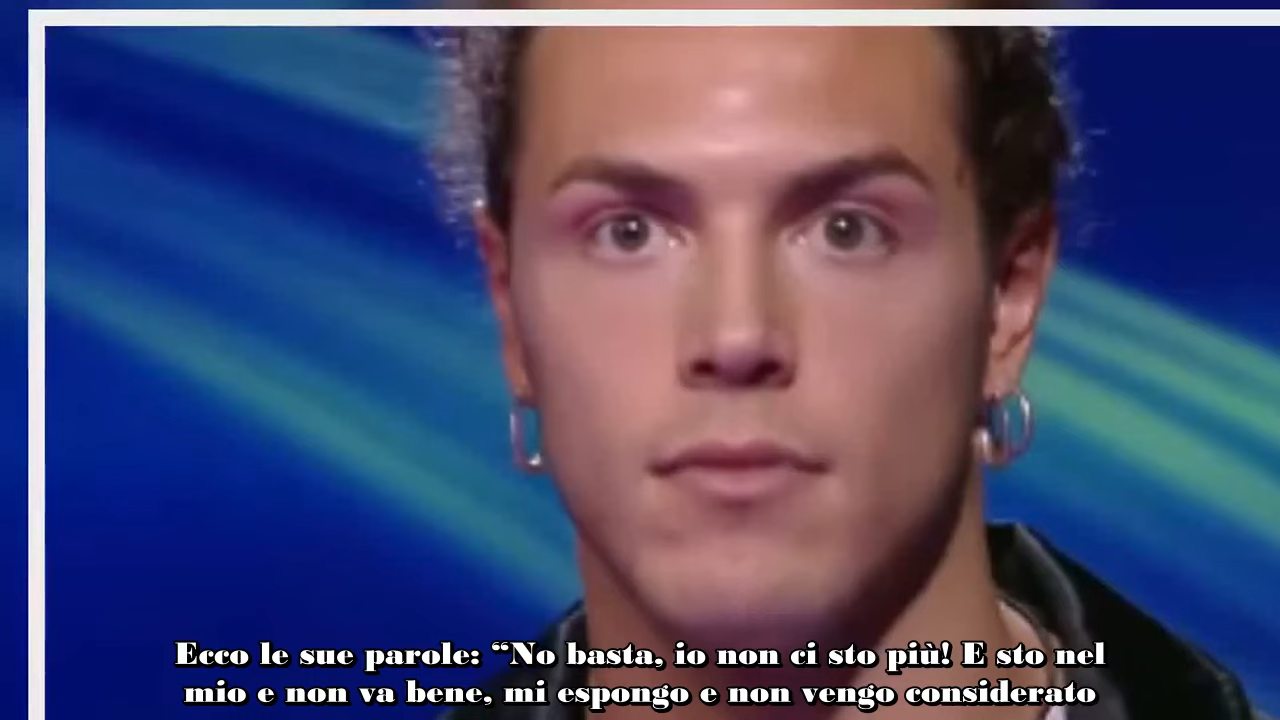 Ecco le sue parole: “No basta, io non ci sto più! E sto nel
mio e non va bene, mi espongo e non vengo considerato